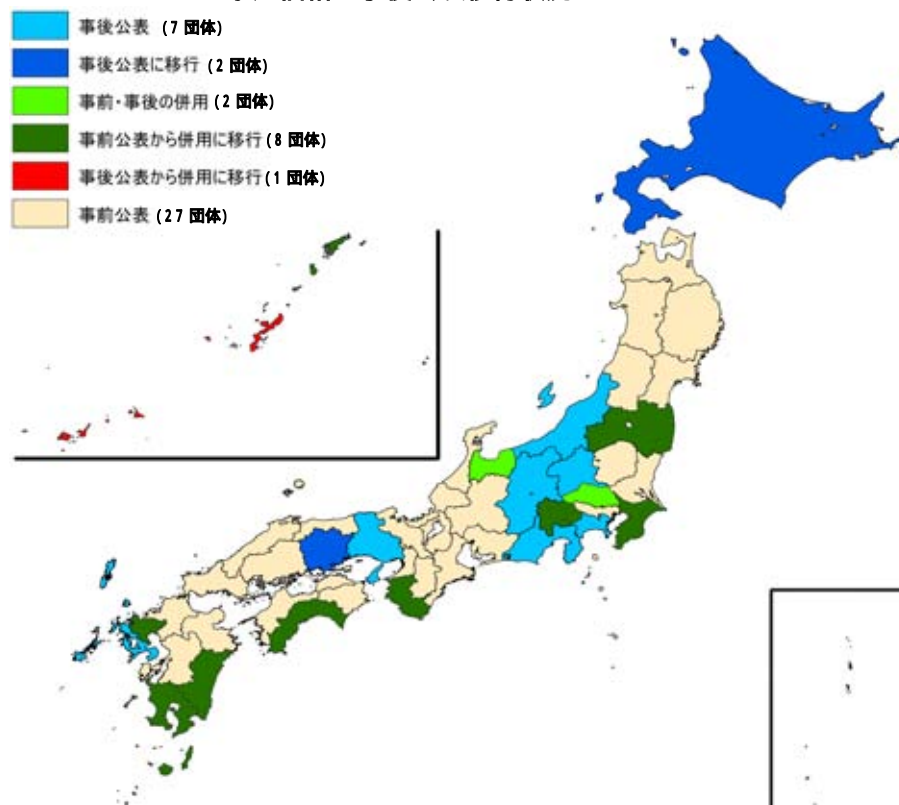 事後公表 (7 団体)
事後公表に移行 (2 団体)
事前・事後の併用 (2 団体)
事前公表から併用に移行 (8 団体)
事後公表から併用に移行 (1 団体)
事前公表 (27 団体)